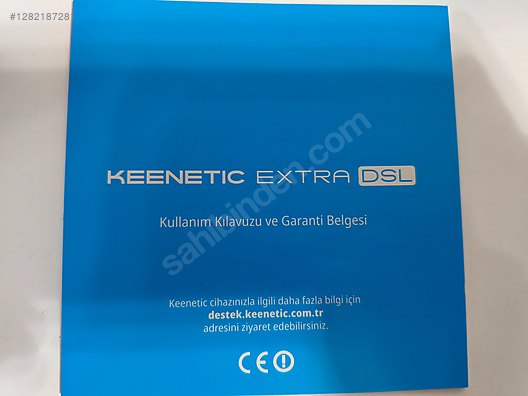 #128218728
KEENETIC EXTRA DSL
Kullanım Kılavuzu ve Garanti Belgesi
sahibinden.com
Keenetic cihazınızla ilgili daha fazla bilgi için
destek.keenetic.com.tr
adresini ziyaret edebilirsiniz.
CE